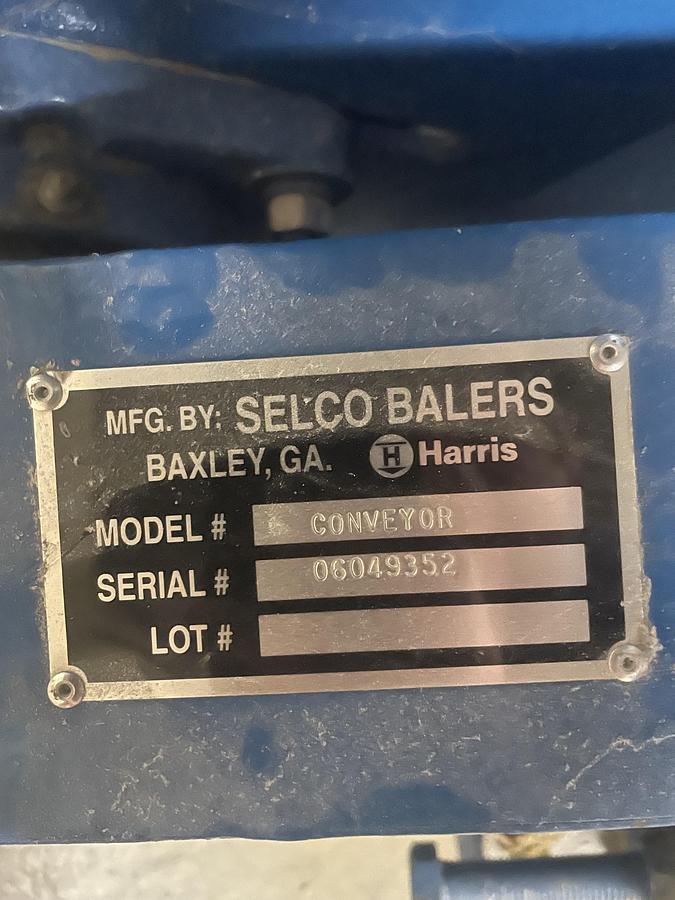 MFG. BY: SELCO BALERS
BAXLEY, GA. H Harris
MODEL # CONVEYOR
SERIAL # 06049352
LOT #